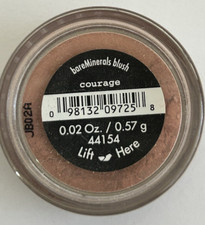 bareMinerals blush
courage
0 98132 09725 8
0.02 Oz. / 0.57 g
44154
Lift Here
JB02A